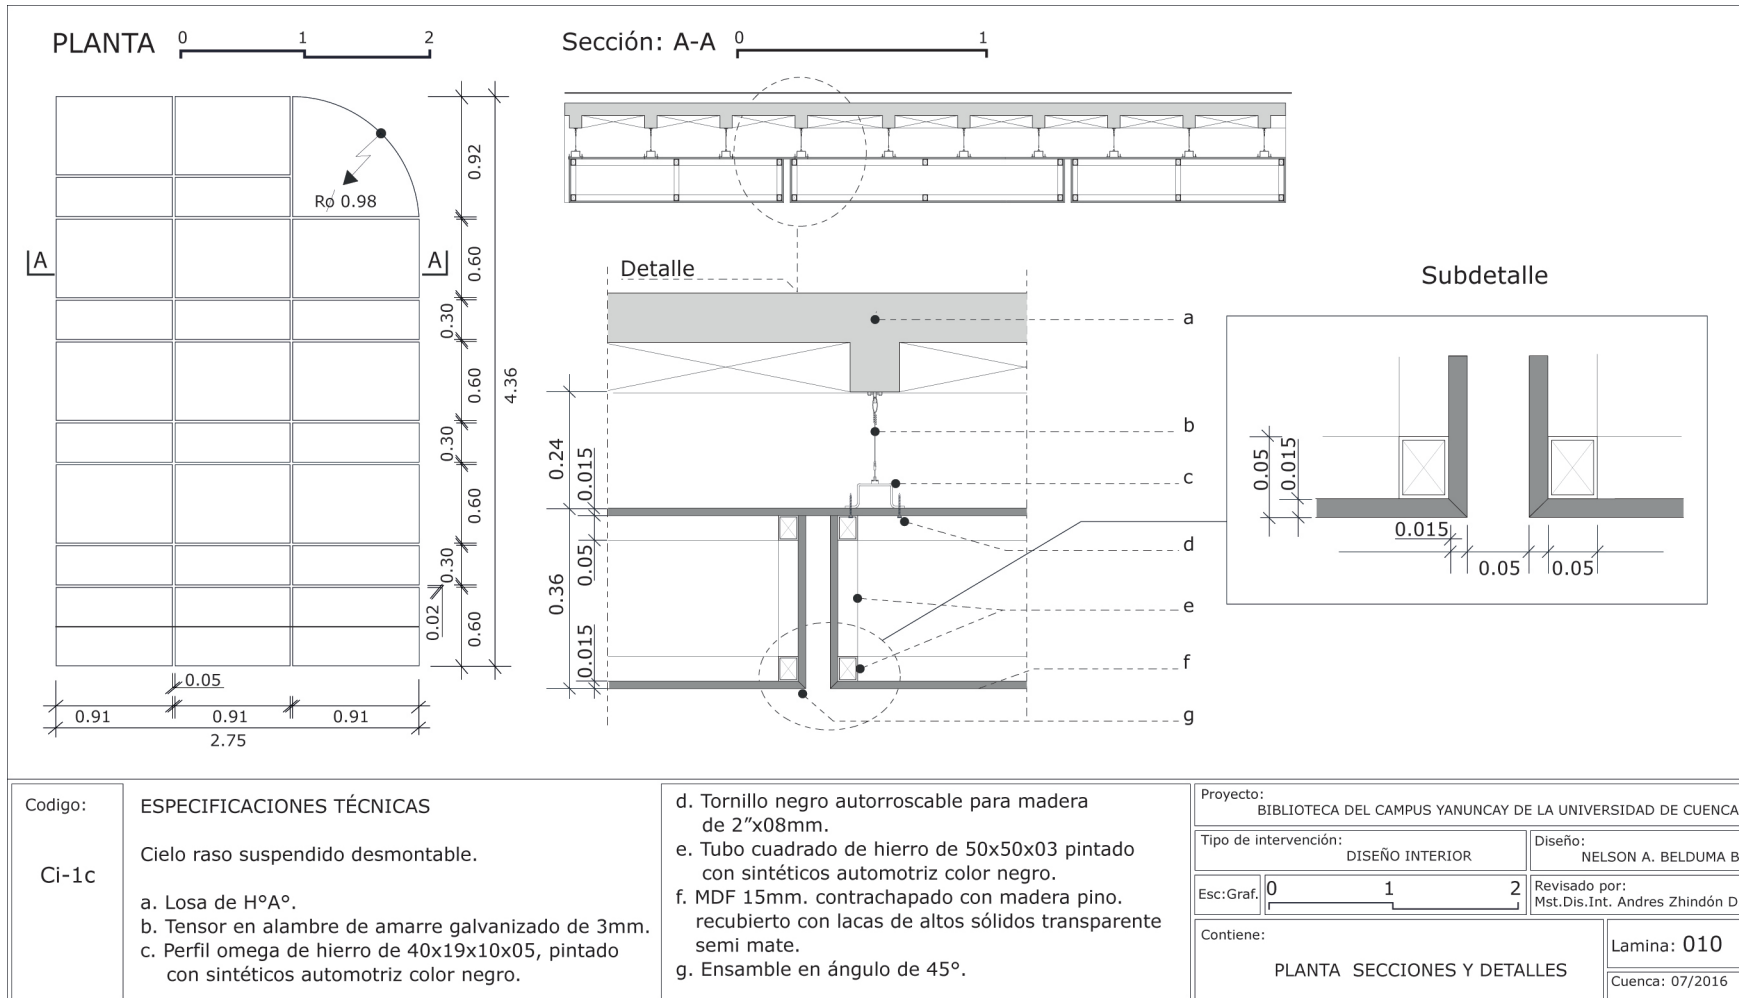 PLANTA
0 1 2
Sección: A-A
0 1
Ro 0.98
A
A
0.92
0.60
0.30
0.60
0.30
0.60
0.30
0.60
0.02
4.36
0.05
0.91 0.91 0.91
2.75
Detalle
a
b
c
d
e
f
g
0.24
0.015
0.05
0.36
0.015
Subdetalle
0.05
0.015
0.015
0.05
0.05
Codigo:
Ci-1c
ESPECIFICACIONES TÉCNICAS
Cielo raso suspendido desmontable.
a. Losa de H°A°.
b. Tensor en alambre de amarre galvanizado de 3mm.
c. Perfil omega de hierro de 40x19x10x05, pintado
con sintéticos automotriz color negro.
d. Tornillo negro autorroscable para madera
de 2”x08mm.
e. Tubo cuadrado de hierro de 50x50x03 pintado
con sintéticos automotriz color negro.
f. MDF 15mm. contrachapado con madera pino.
recubierto con lacas de altos sólidos transparente
semi mate.
g. Ensamble en ángulo de 45°.
Proyecto:
BIBLIOTECA DEL CAMPUS YANUNCAY DE LA UNIVERSIDAD DE CUENCA
Tipo de intervención:
DISEÑO INTERIOR
Diseño:
NELSON A. BELDUMA B
Esc:Graf.
0 1 2
Revisado por:
Mst.Dis.Int. Andres Zhindón D
Contiene:
PLANTA SECCIONES Y DETALLES
Lamina: 010
Cuenca: 07/2016